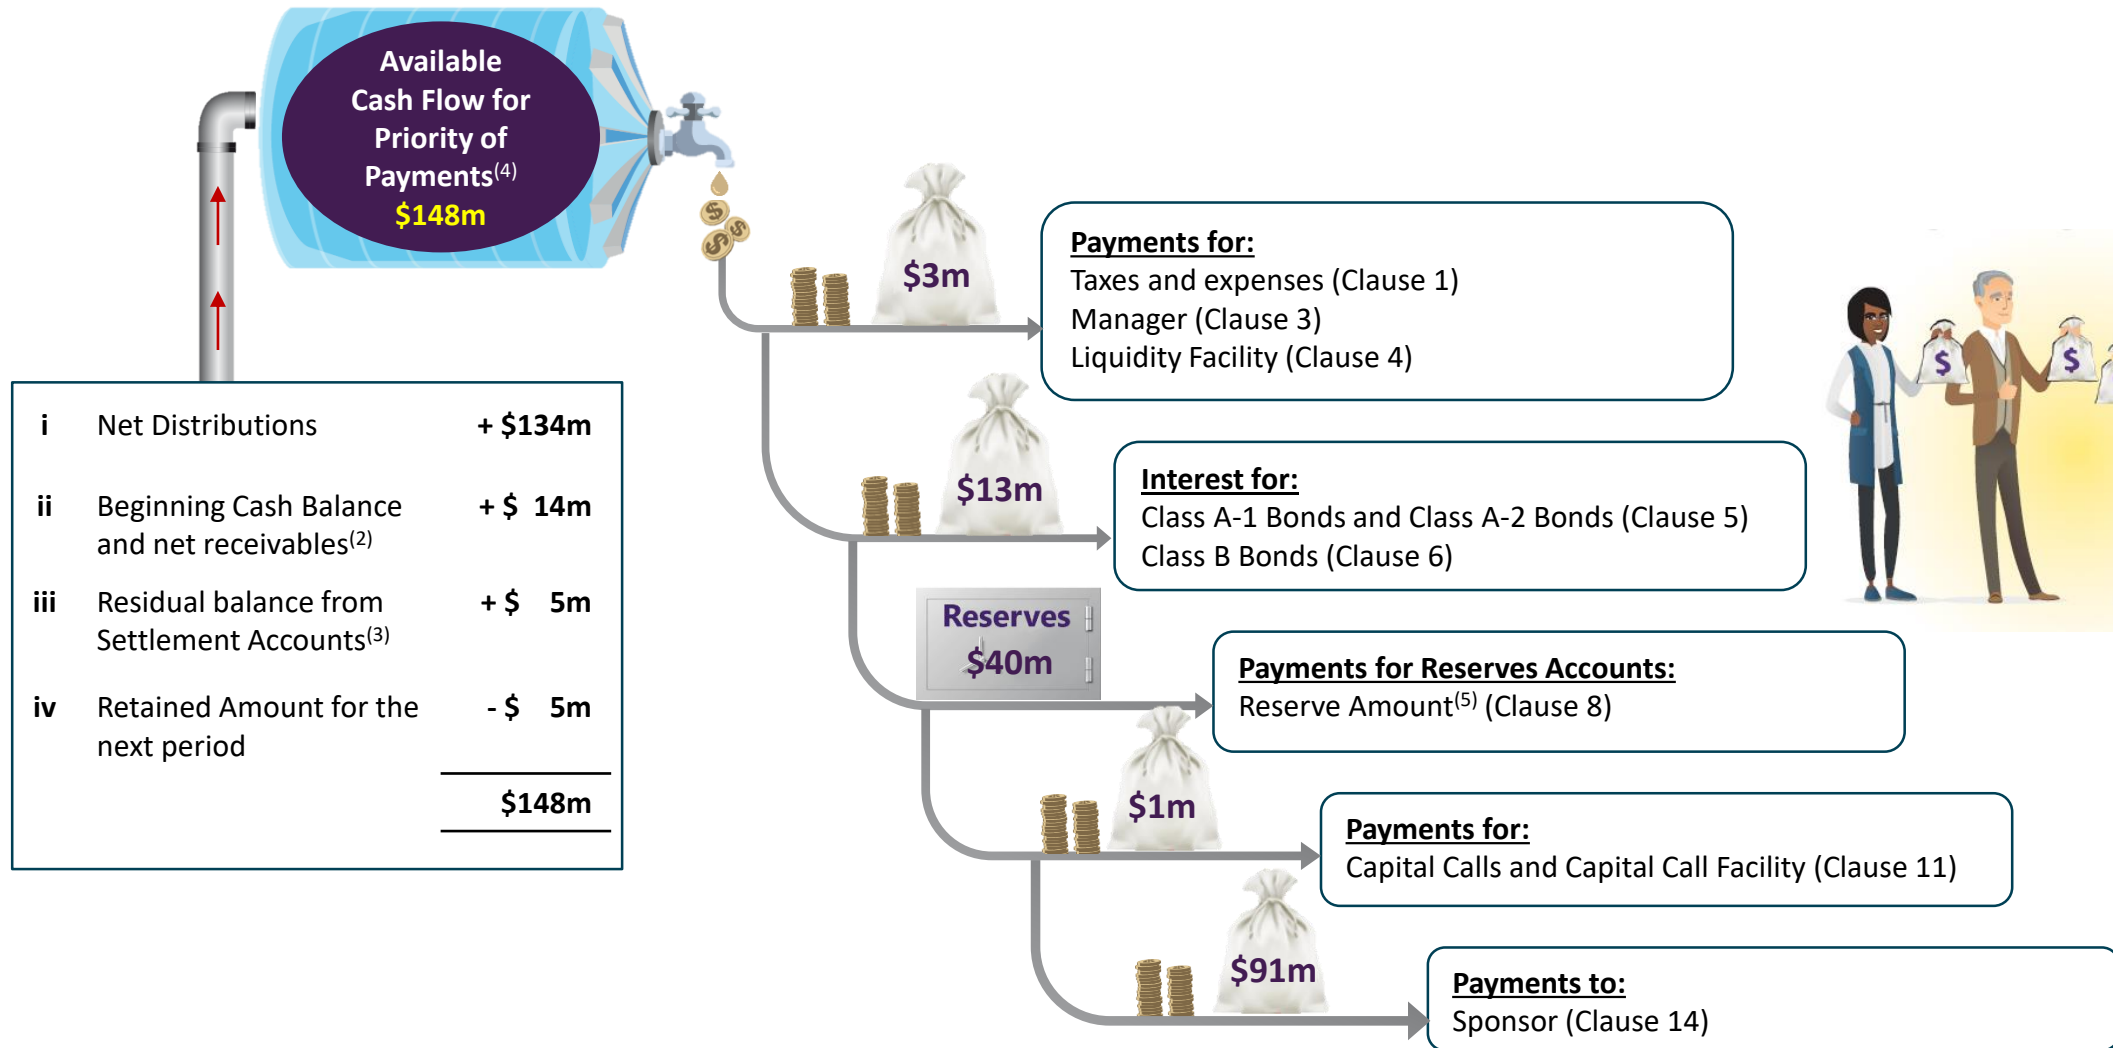 Available
Cash Flow for
Priority of
Payments(4)
$148m
i Net Distributions + $134m
ii Beginning Cash Balance + $ 14m
and net receivables(2)
iii Residual balance from + $ 5m
Settlement Accounts(3)
iv Retained Amount for the - $ 5m
next period
$148m
$3m
Payments for:
Taxes and expenses (Clause 1)
Manager (Clause 3)
Liquidity Facility (Clause 4)
$13m
Interest for:
Class A-1 Bonds and Class A-2 Bonds (Clause 5)
Class B Bonds (Clause 6)
Reserves
$40m
Payments for Reserves Accounts:
Reserve Amount(5) (Clause 8)
$1m
Payments for:
Capital Calls and Capital Call Facility (Clause 11)
$91m
Payments to:
Sponsor (Clause 14)
$
$
$
$
$